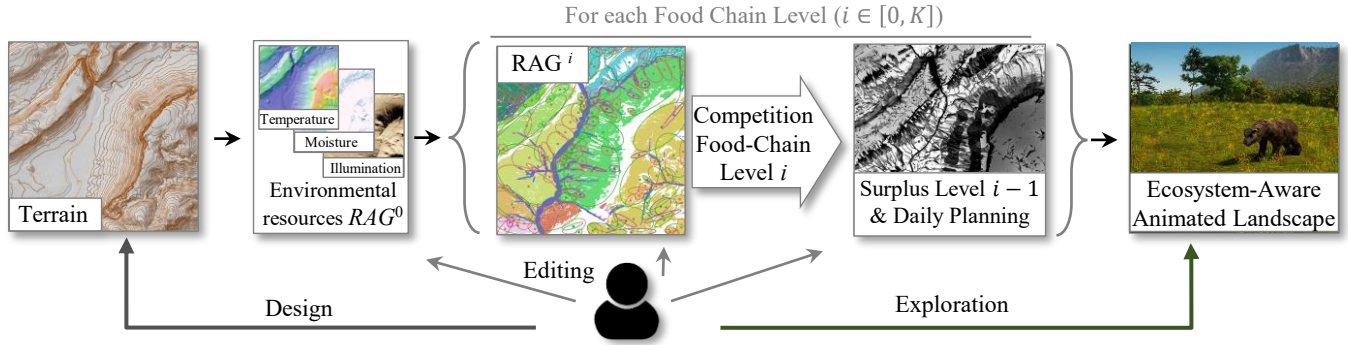 For each Food Chain Level (i ∈ [0, K])
Terrain
Temperature
Moisture
Illumination
Environmental
resources RAG⁰
RAG ⁱ
Competition
Food-Chain
Level i
Surplus Level i − 1
& Daily Planning
Ecosystem-Aware
Animated Landscape
Editing
Design
Exploration